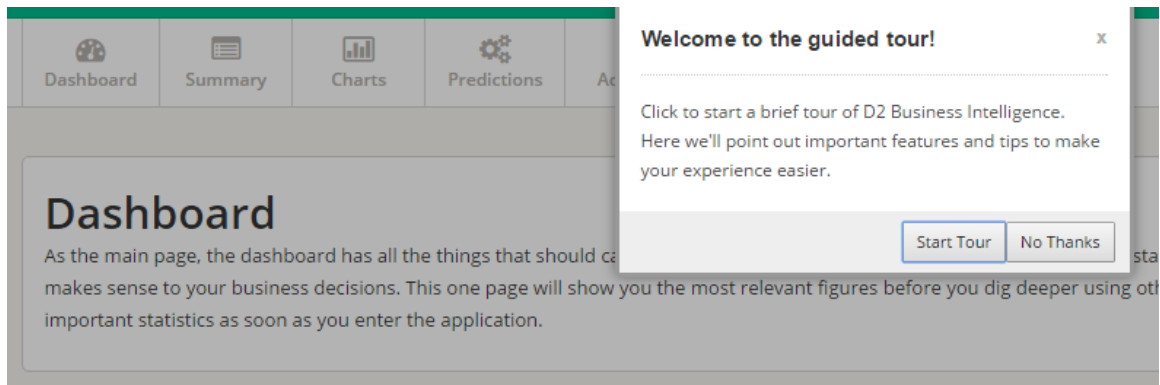 Dashboard
Summary
Charts
Predictions
Welcome to the guided tour!
x
Click to start a brief tour of D2 Business Intelligence.
Here we'll point out important features and tips to make
your experience easier.
Start Tour
No Thanks
Dashboard
As the main page, the dashboard has all the things that should
makes sense to your business decisions. This one page will show you the most relevant figures before you dig deeper using
important statistics as soon as you enter the application.